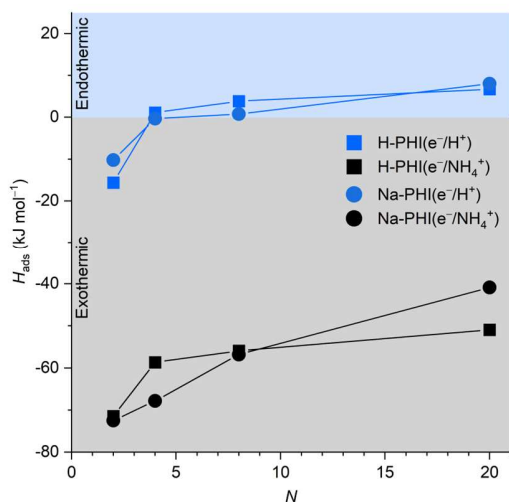 Endothermic
Exothermic
H_ads (kJ mol⁻¹)
20
0
-20
-40
-60
-80
H-PHI(e⁻/H⁺)
H-PHI(e⁻/NH₄⁺)
Na-PHI(e⁻/H⁺)
Na-PHI(e⁻/NH₄⁺)
0
5
10
15
20
N